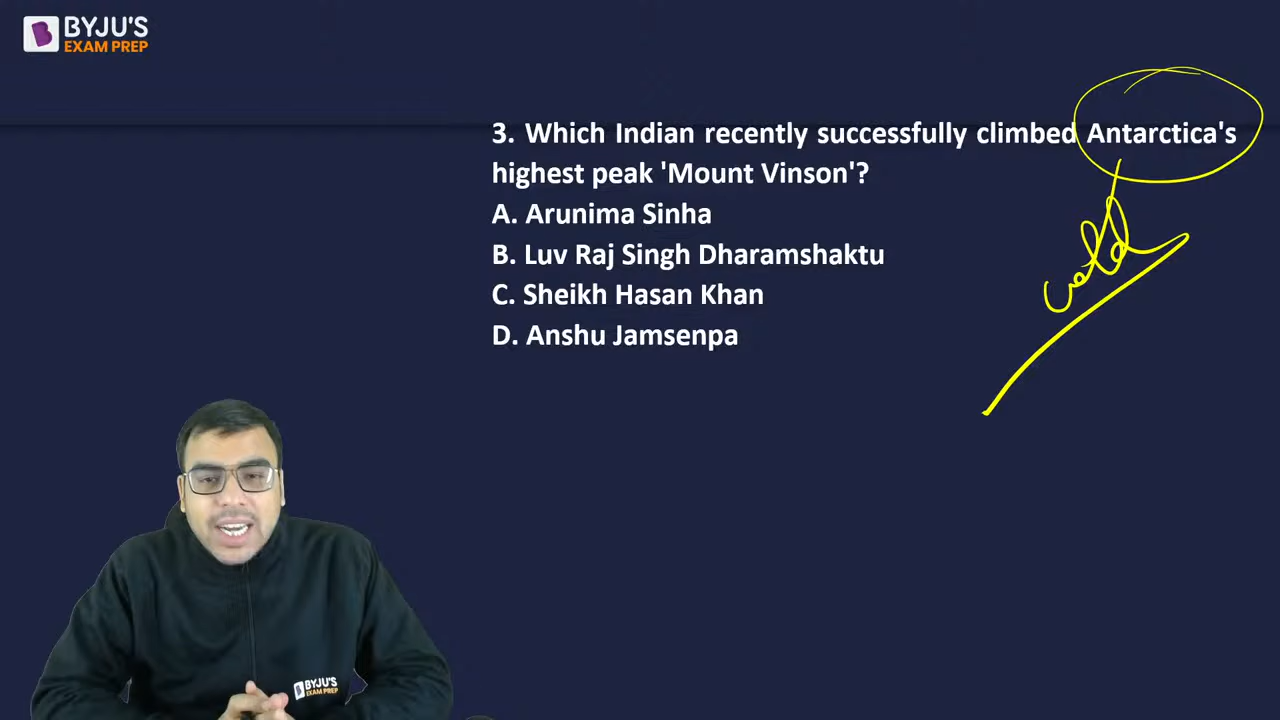 BYJU'S
EXAM PREP
3. Which Indian recently successfully climbed Antarctica's
highest peak 'Mount Vinson'?
A. Arunima Sinha
B. Luv Raj Singh Dharamshaktu
C. Sheikh Hasan Khan
D. Anshu Jamsenpa
cold
BYJU'S
EXAM PREP